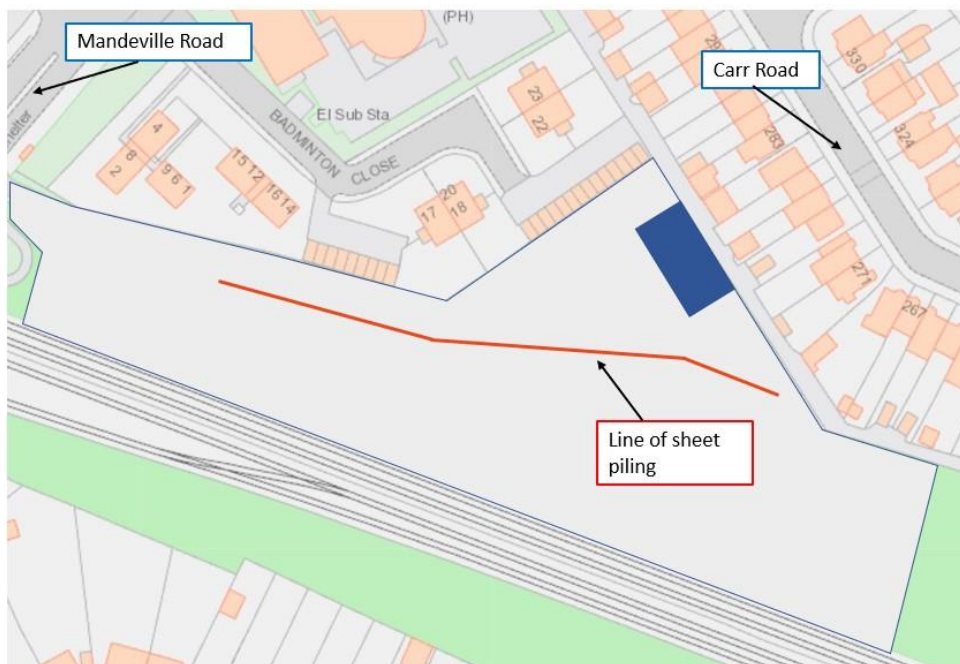 (PH)
Mandeville Road
Carr Road
330
324
283
271
267
El Sub Sta
BADMINTON
CLOSE
23
22
4
8
2
9 6 1
15 12
16 14
20
17 18
Line of sheet
piling